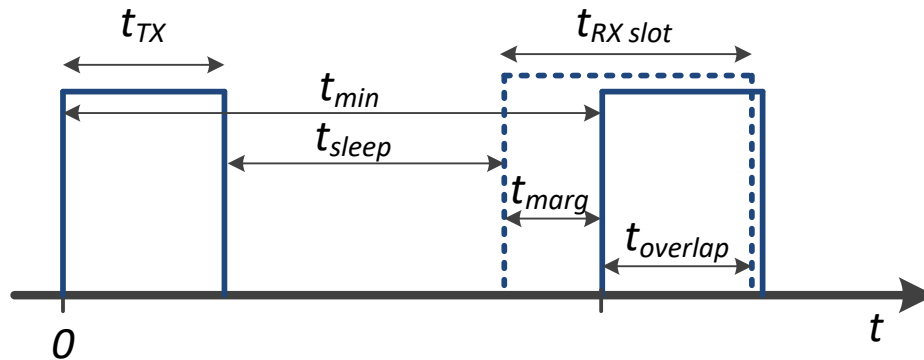 t_TX
t_RX slot
t_min
t_sleep
t_marg
t_overlap
0
t